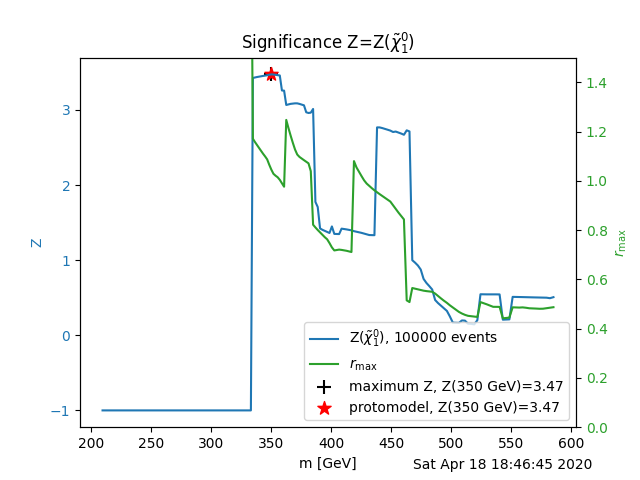 Significance Z=Z(χ̃₁⁰)
3
2
1
0
−1
Z
1.4
1.2
1.0
0.8
0.6
0.4
0.2
0.0
r_max
Z(χ̃₁⁰), 100000 events
r_max
maximum Z, Z(350 GeV)=3.47
protomodel, Z(350 GeV)=3.47
200 250 300 350 400 450 500 550 600
m [GeV]
Sat Apr 18 18:46:45 2020